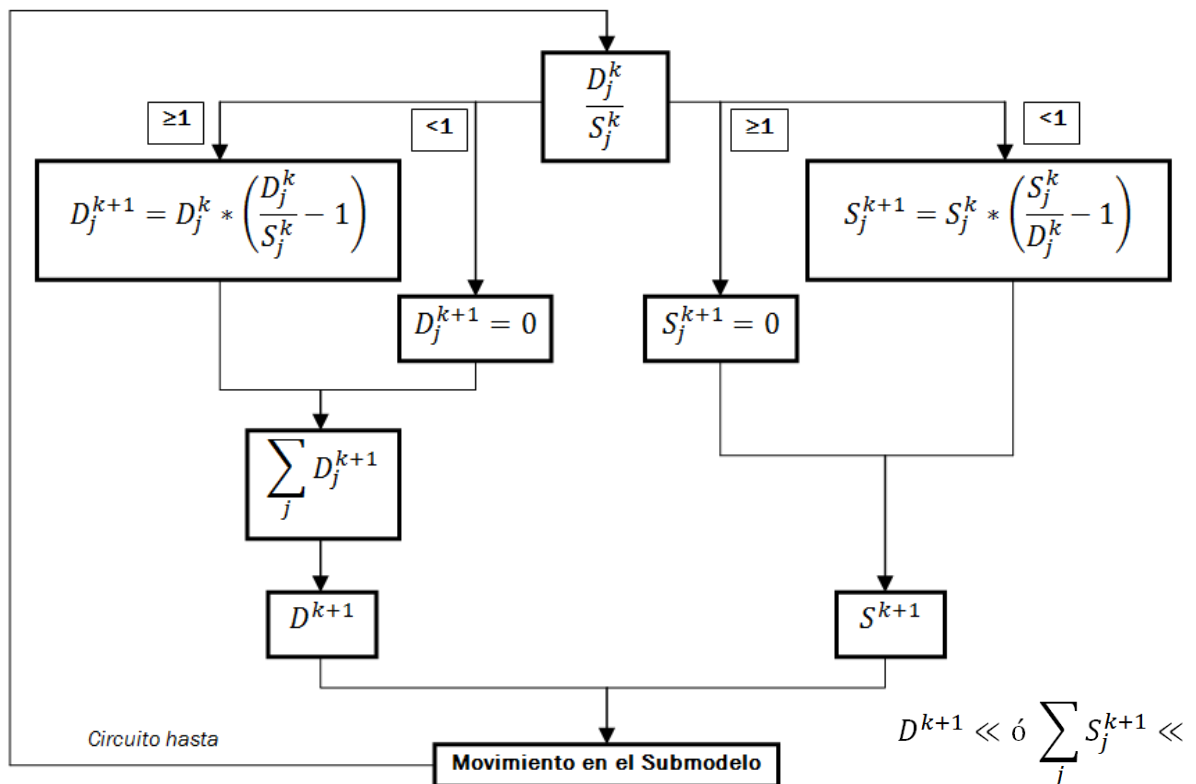 D_j^k / S_j^k
≥1
<1
≥1
<1
D_j^{k+1} = D_j^k * (D_j^k / S_j^k − 1)
S_j^{k+1} = S_j^k * (S_j^k / D_j^k − 1)
D_j^{k+1} = 0
S_j^{k+1} = 0
∑_j D_j^{k+1}
D^{k+1}
S^{k+1}
D^{k+1} ≪ ó ∑_j S_j^{k+1} ≪
Circuito hasta
Movimiento en el Submodelo